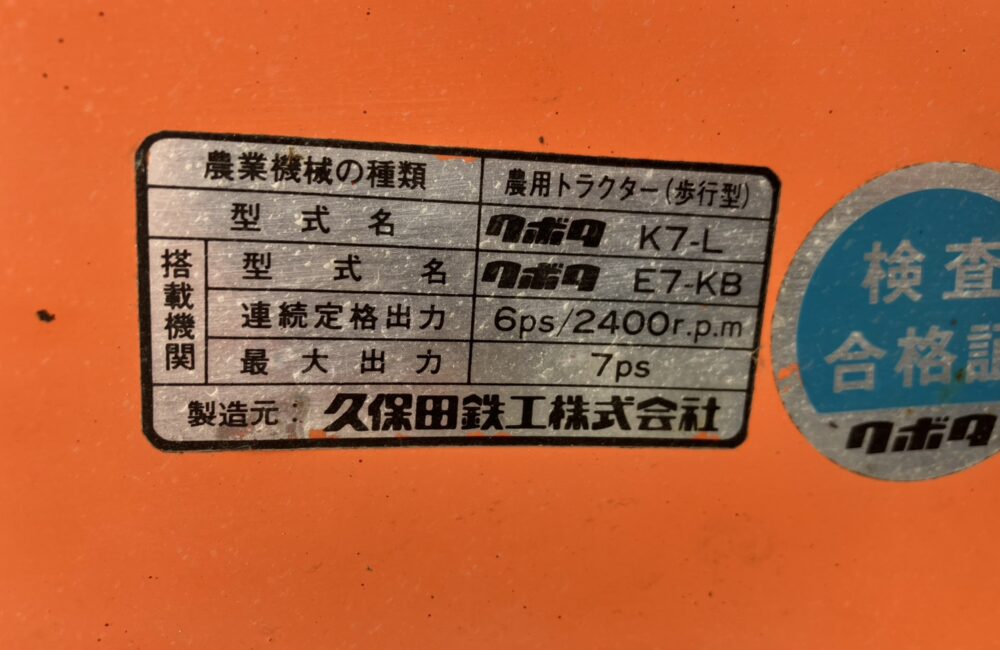 農業機械の種類 農用トラクター(歩行型)
型式名 クボタ K7-L
搭載機関
型式名 クボタ E7-KB
連続定格出力 6ps/2400r.p.m
最大出力 7ps
製造元: 久保田鉄工株式会社
検査
合格証
クボタ